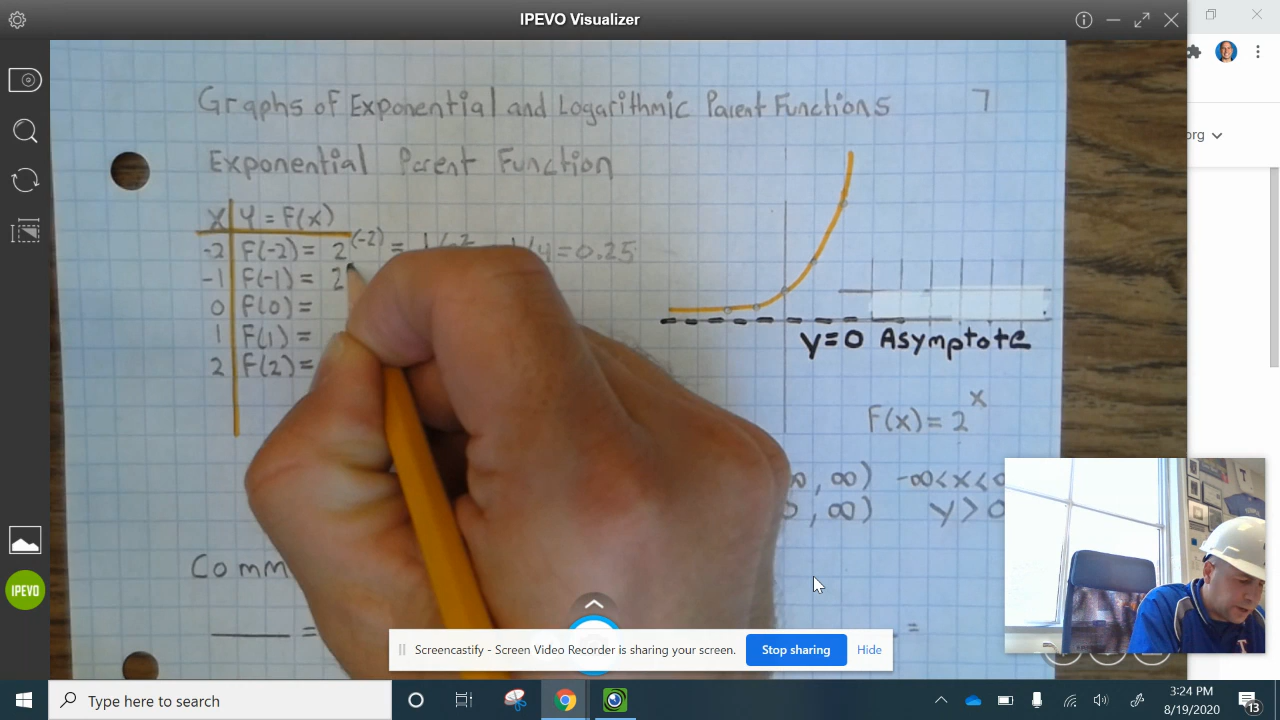 IPEVO Visualizer
org
Graphs of Exponential and Logarithmic Parent Functions 7
Exponential Parent Function
X Y = F(x)
-2 F(-2) = 2^(-2) = 1/4 = 0.25
-1 F(-1) = 2
0 F(0) =
1 F(1) =
2 F(2) =
y=0 Asymptote
F(x) = 2^x
, ∞) -∞<x<
, ∞) y>0
Comm
=
=
IPEVO
Screencastify - Screen Video Recorder is sharing your screen.
Stop sharing
Hide
Type here to search
3:24 PM
8/19/2020
13